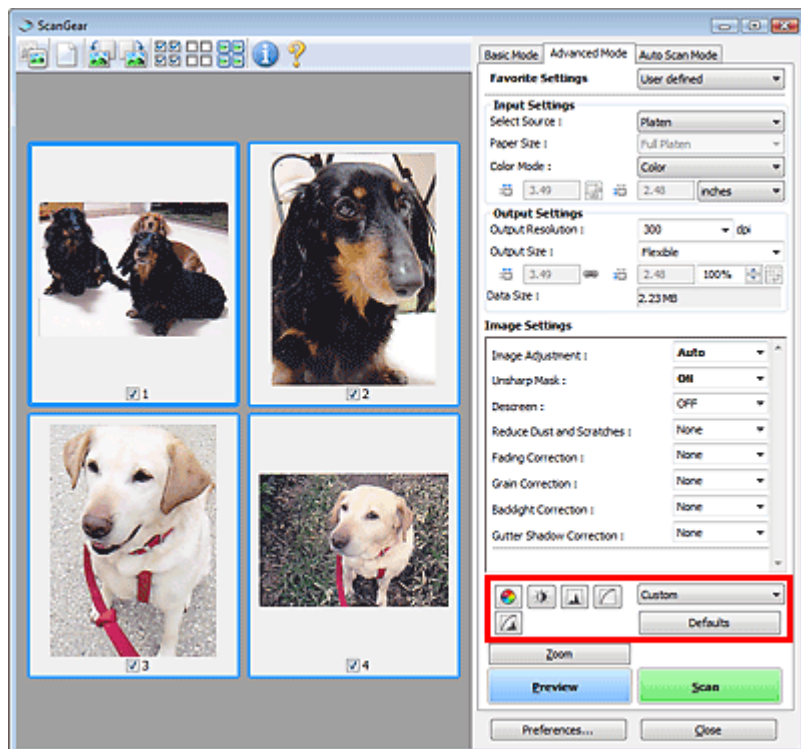 ScanGear
Basic Mode Advanced Mode Auto Scan Mode
Favorite Settings User defined
Input Settings
Select Source : Platen
Paper Size : Full Platen
Color Mode : Color
3.49 2.48 inches
Output Settings
Output Resolution : 300 dpi
Output Size : Flexible
3.49 2.48 100%
Data Size : 2.23 MB
Image Settings
Image Adjustment : Auto
Unsharp Mask : ON
Descreen : OFF
Reduce Dust and Scratches : None
Fading Correction : None
Grain Correction : None
Backlight Correction : None
Gutter Shadow Correction : None
Custom
Defaults
Zoom
Preview Scan
Preferences... Close
1
2
3
4